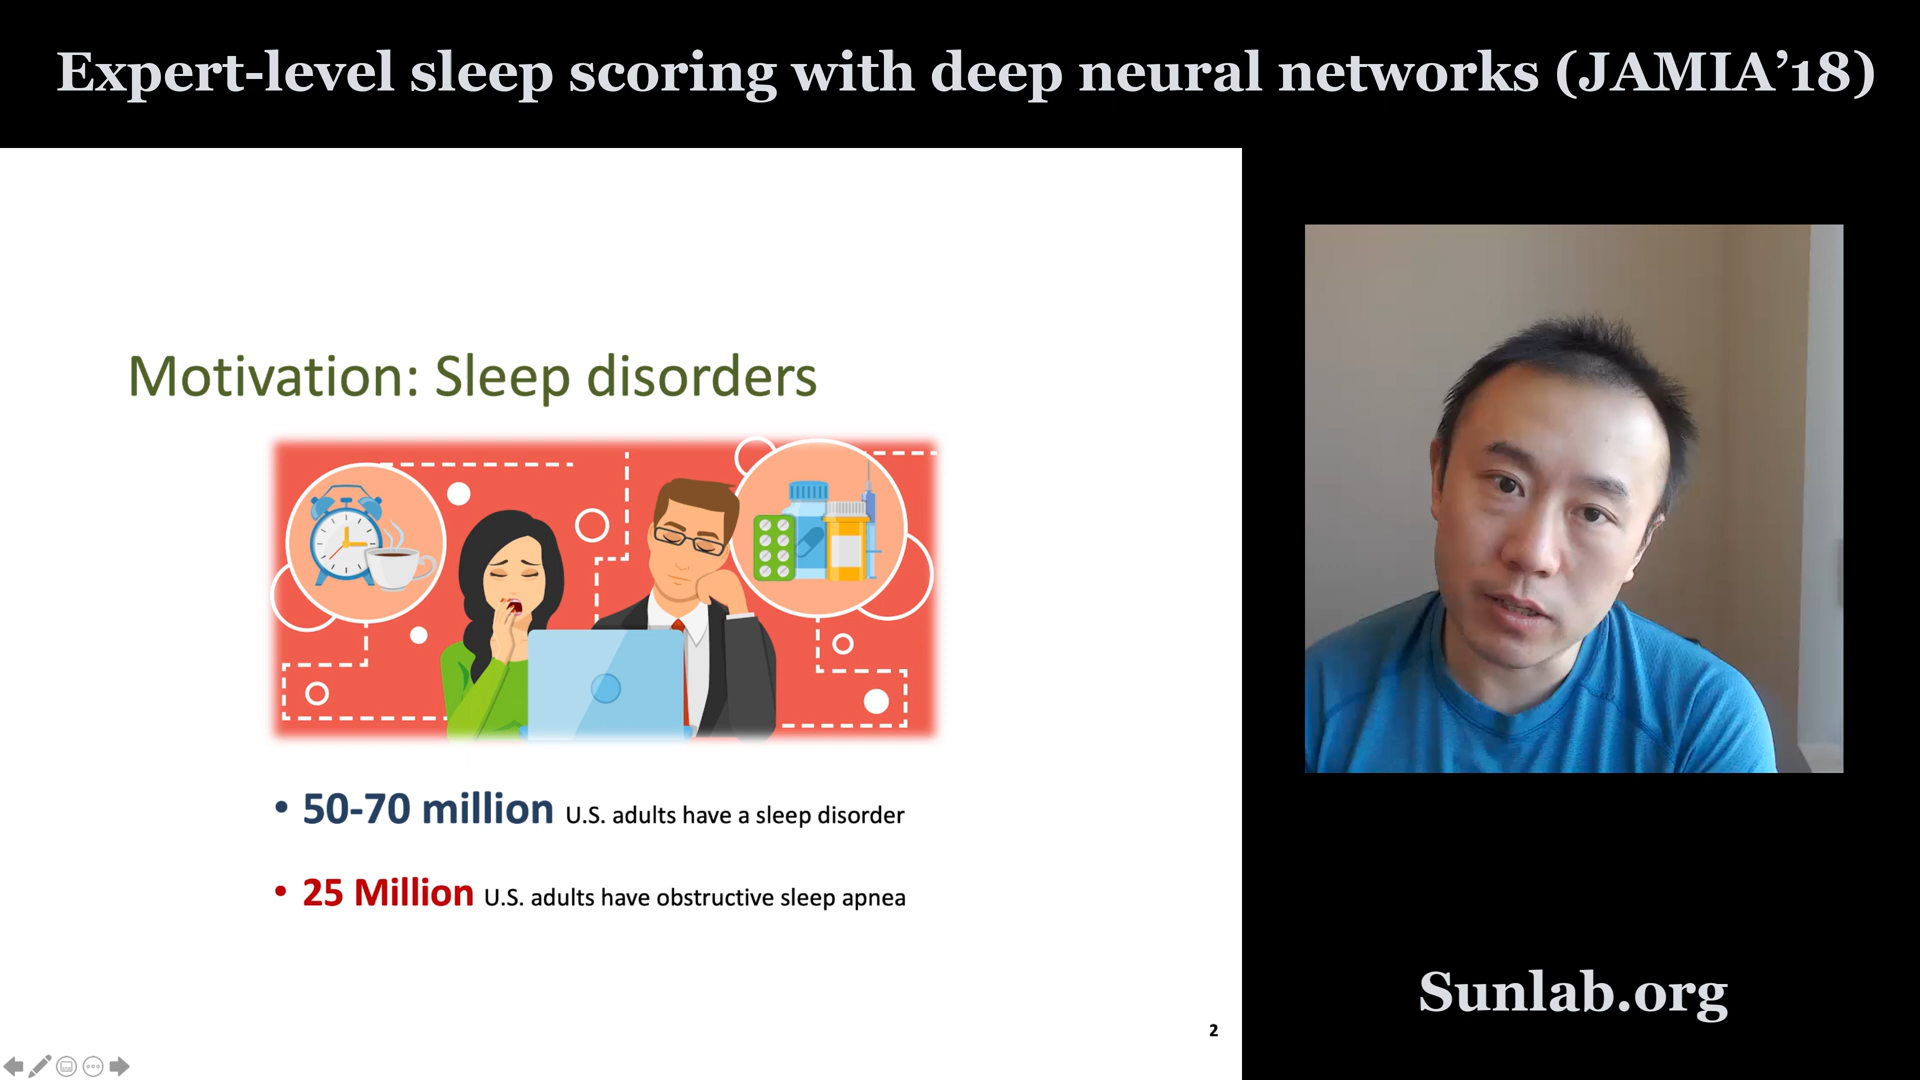 Expert-level sleep scoring with deep neural networks (JAMIA’18)
Motivation: Sleep disorders
• 50-70 million U.S. adults have a sleep disorder
• 25 Million U.S. adults have obstructive sleep apnea
2
Sunlab.org